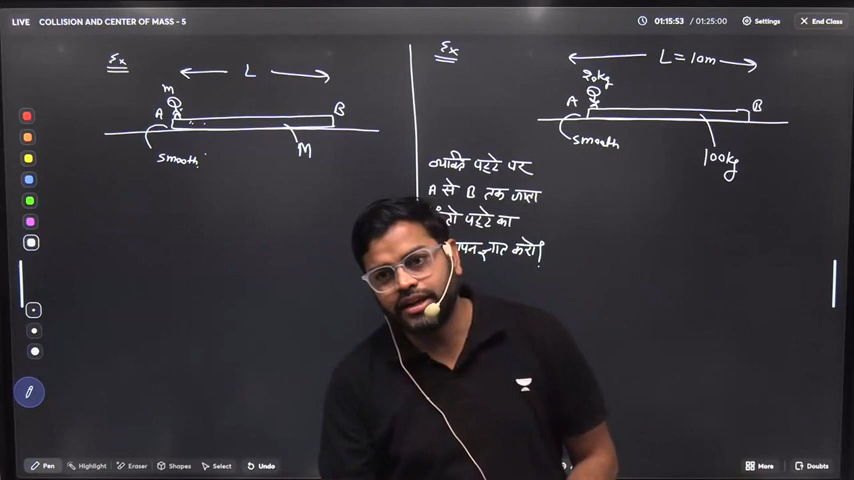 LIVE COLLISION AND CENTER OF MASS - 5
01:15:53 / 01:25:00
Settings
End Class
Ex
L
m
A
B
smooth
M
Ex
L = 10m
20kg
A
B
smooth
100kg
व्यक्ति पट्टे पर
A से B तक जाता
तो पट्टे का
ज्ञात करो!
Pen
Highlight
Eraser
Shapes
Select
Undo
More
Doubts